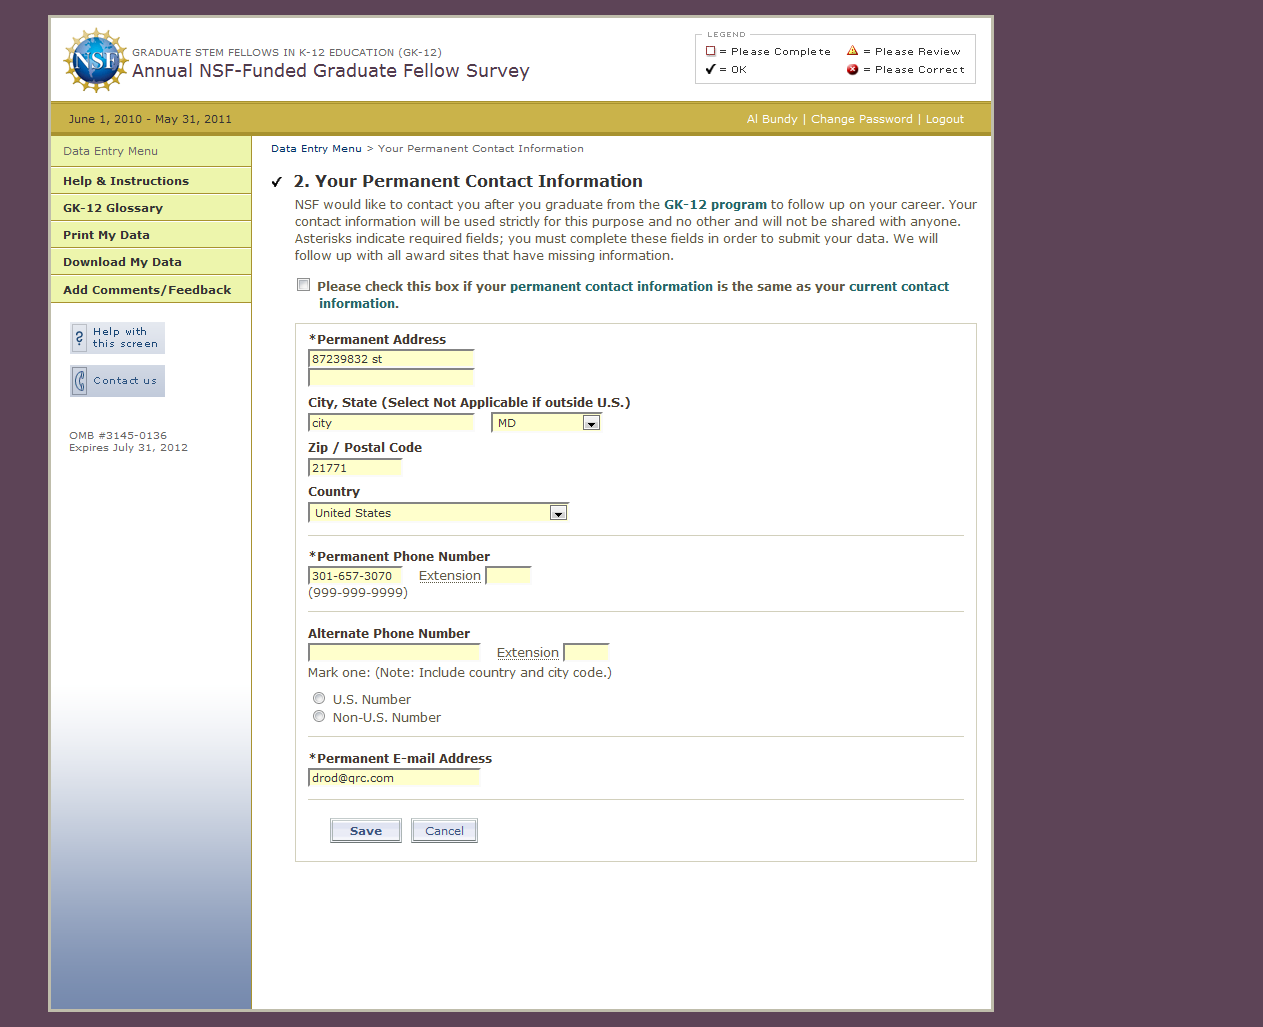 NSF
GRADUATE STEM FELLOWS IN K-12 EDUCATION (GK-12)
Annual NSF-Funded Graduate Fellow Survey
LEGEND
= Please Complete
= Please Review
= OK
= Please Correct
June 1, 2010 - May 31, 2011
Al Bundy | Change Password | Logout
Data Entry Menu
Help & Instructions
GK-12 Glossary
Print My Data
Download My Data
Add Comments/Feedback
Help with
this screen
Contact us
OMB #3145-0136
Expires July 31, 2012
Data Entry Menu > Your Permanent Contact Information
2. Your Permanent Contact Information
NSF would like to contact you after you graduate from the GK-12 program to follow up on your career. Your
contact information will be used strictly for this purpose and no other and will not be shared with anyone.
Asterisks indicate required fields; you must complete these fields in order to submit your data. We will
follow up with all award sites that have missing information.
Please check this box if your permanent contact information is the same as your current contact
information.
*Permanent Address
87239832 st
City, State (Select Not Applicable if outside U.S.)
city MD
Zip / Postal Code
21771
Country
United States
*Permanent Phone Number
301-657-3070 Extension
(999-999-9999)
Alternate Phone Number
Extension
Mark one: (Note: Include country and city code.)
U.S. Number
Non-U.S. Number
*Permanent E-mail Address
drod@qrc.com
Save Cancel